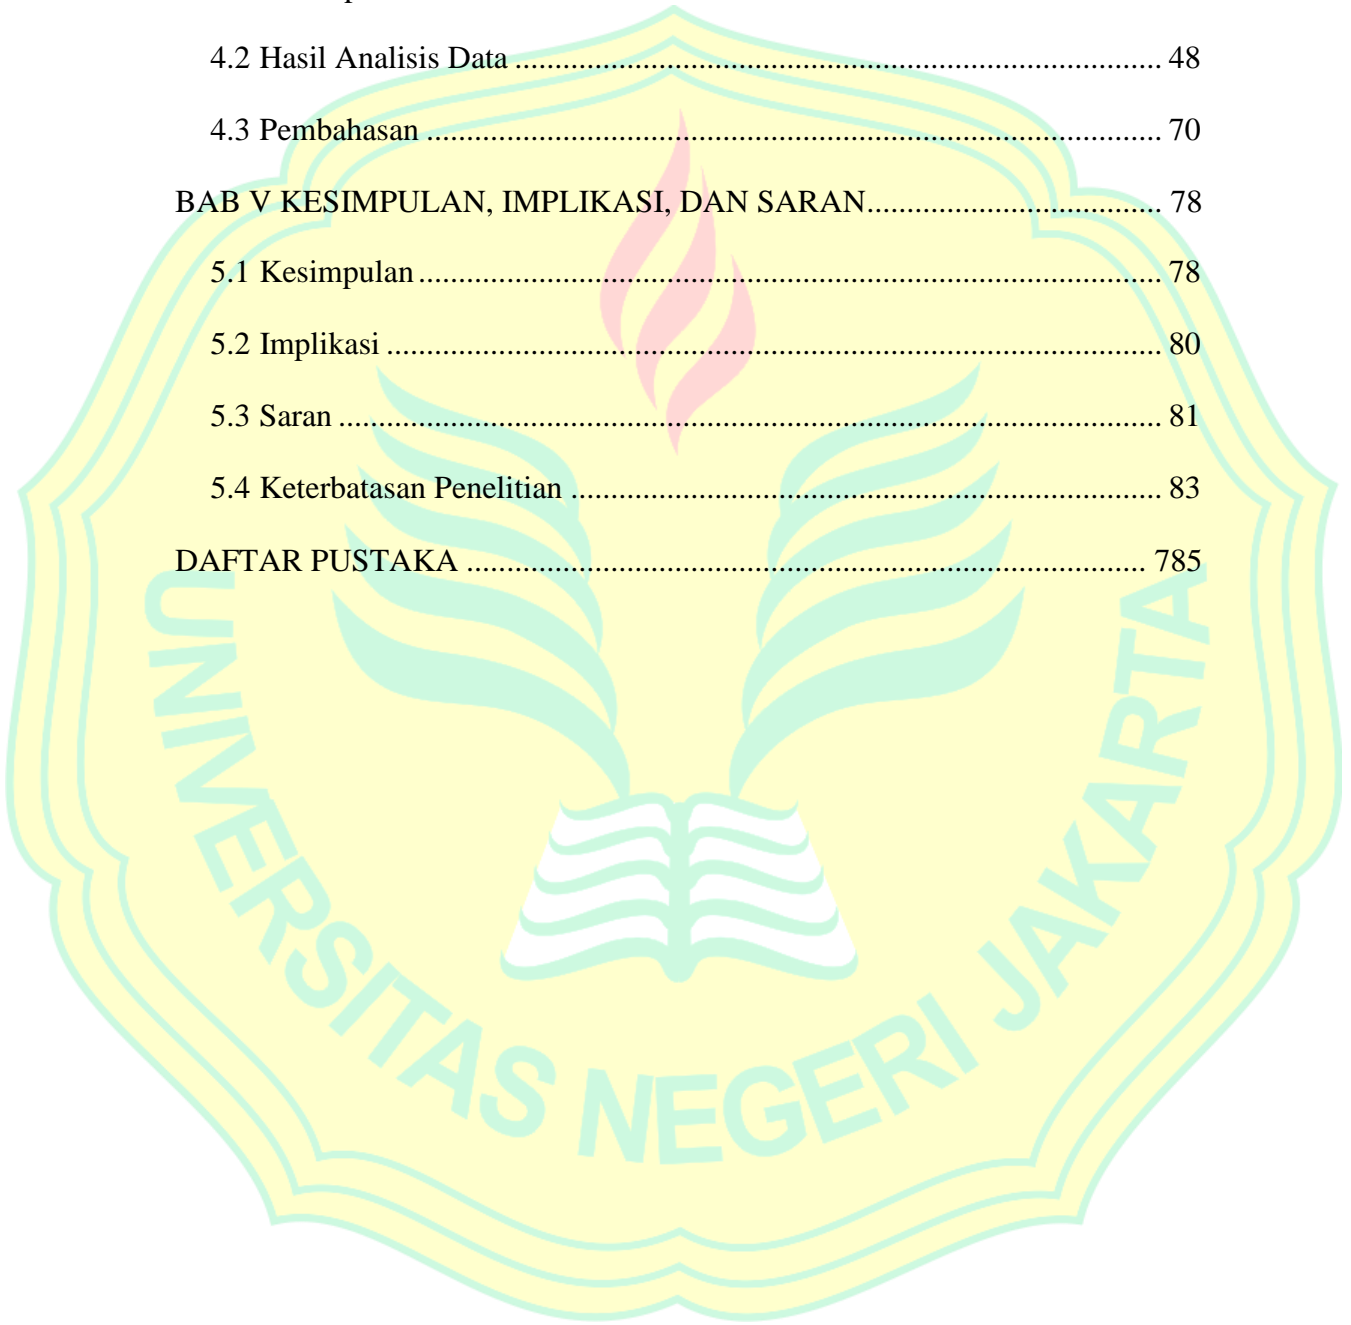 4.2 Hasil Analisis Data ................................................................................. 48
4.3 Pembahasan ............................................................................................ 70
BAB V KESIMPULAN, IMPLIKASI, DAN SARAN..................................... 78
5.1 Kesimpulan ............................................................................................. 78
5.2 Implikasi ................................................................................................. 80
5.3 Saran ....................................................................................................... 81
5.4 Keterbatasan Penelitian .......................................................................... 83
DAFTAR PUSTAKA ..................................................................................... 785
UNIVERSITAS NEGERI JAKARTA